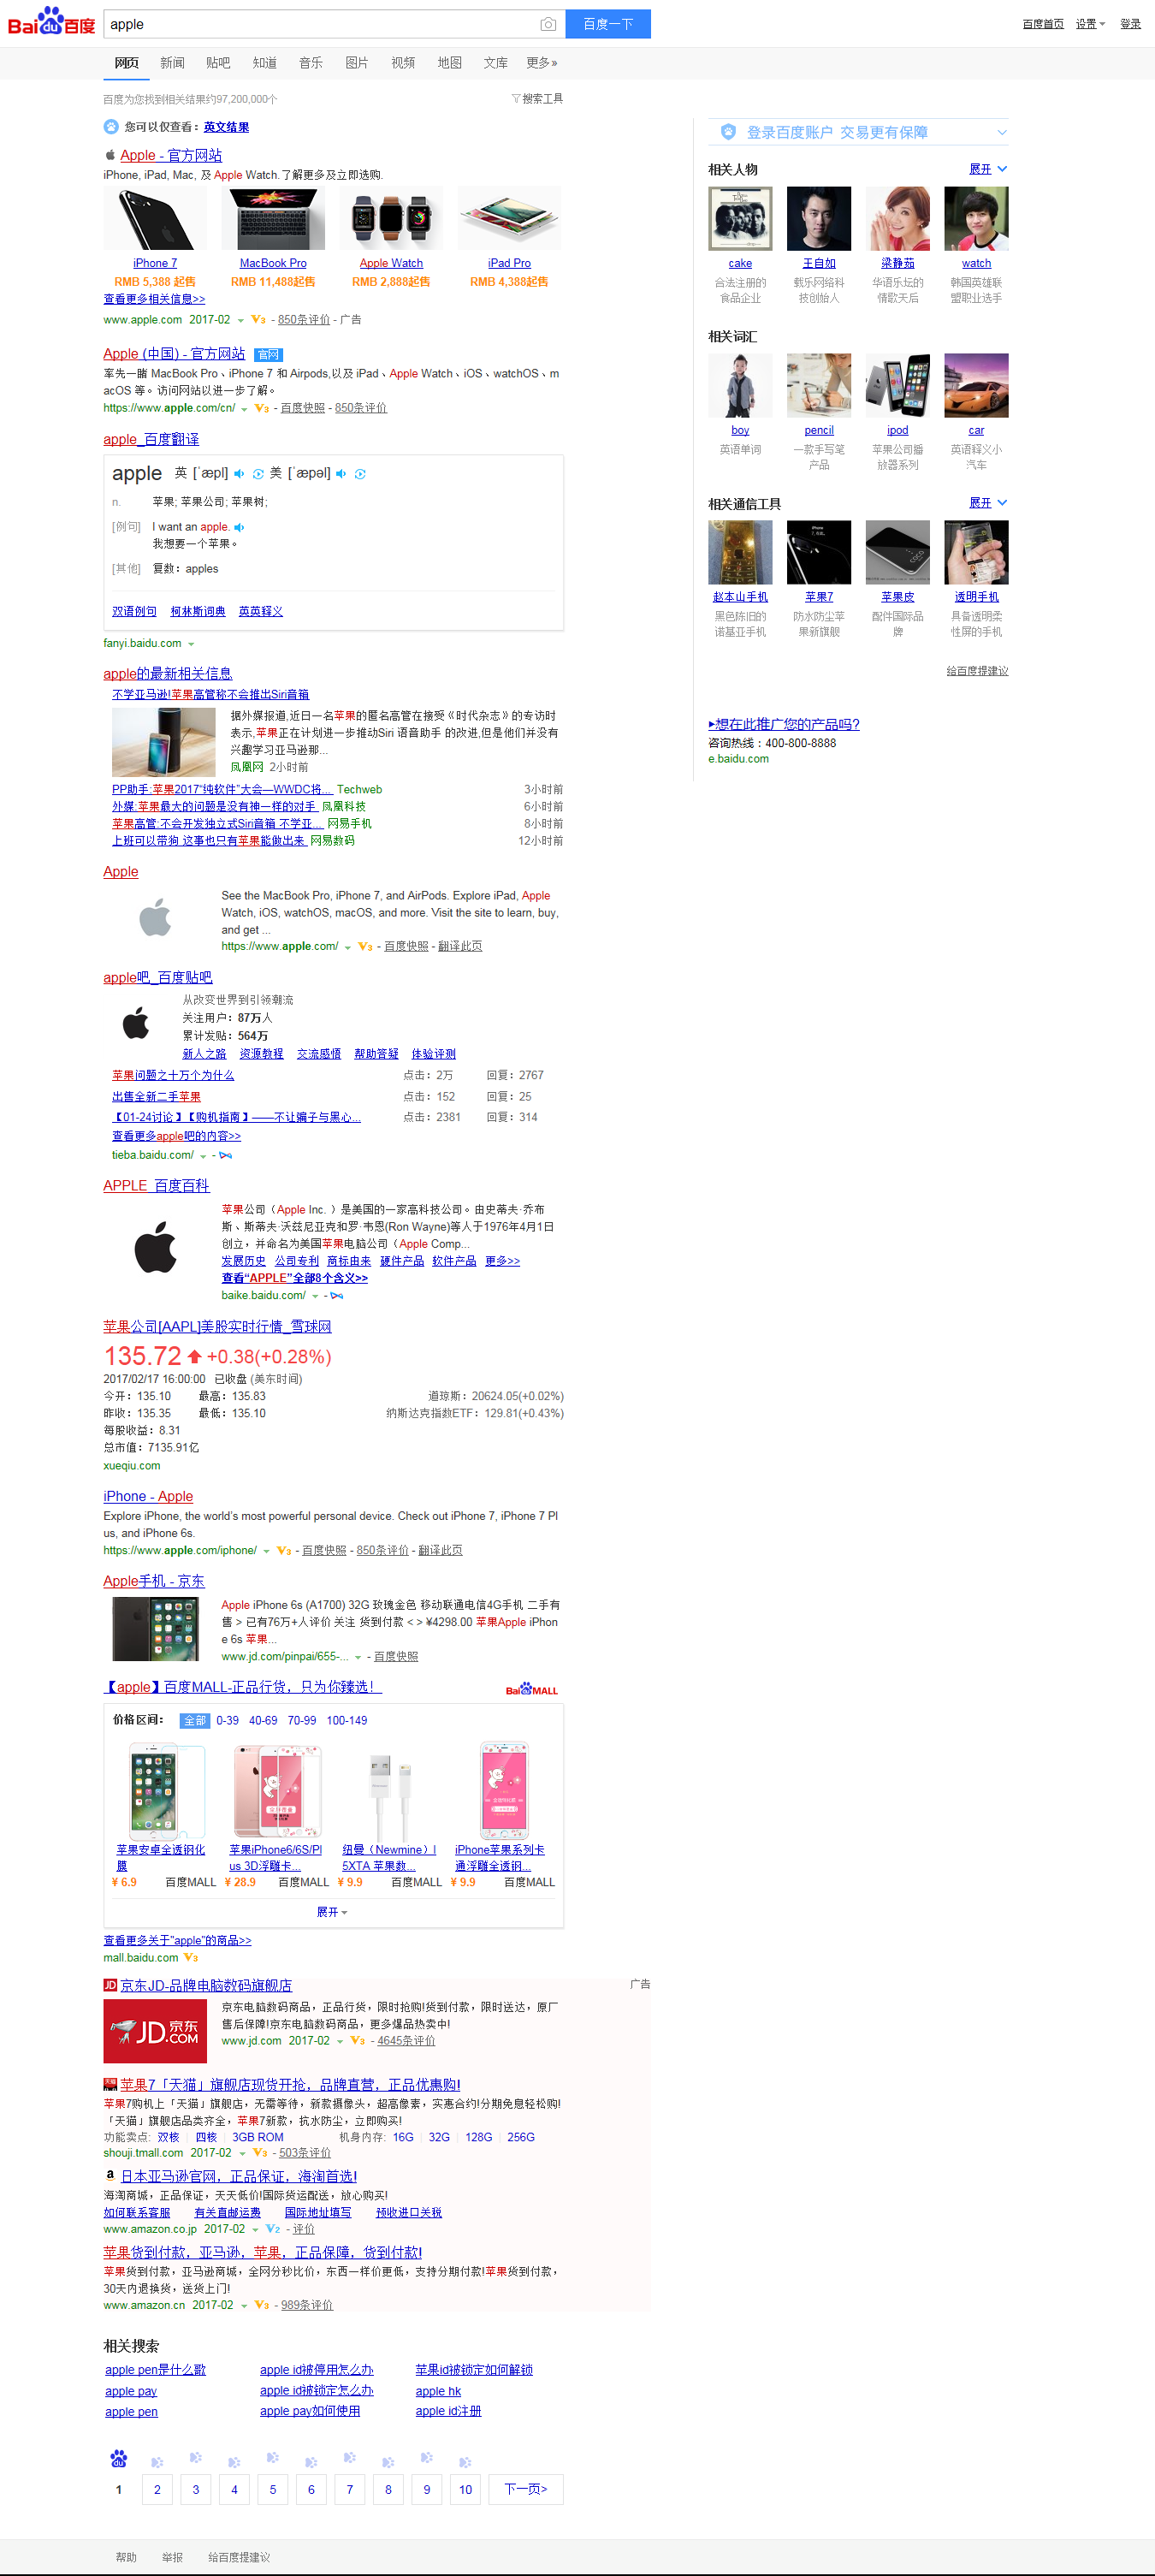 Bai du 百度
apple
百度一下
百度首页 设置 登录
网页 新闻 贴吧 知道 音乐 图片 视频 地图 文库 更多»
百度为您找到相关结果约97,200,000个
搜索工具
您可以仅查看：英文结果
Apple - 官方网站
iPhone, iPad, Mac, 及 Apple Watch.了解更多及立即选购.
iPhone 7 MacBook Pro Apple Watch iPad Pro
RMB 5,388 起售 RMB 11,488起售 RMB 2,888起售 RMB 4,388起售
查看更多相关信息>>
www.apple.com 2017-02 V3 - 850条评价 - 广告
Apple (中国) - 官方网站 官网
率先一睹 MacBook Pro、iPhone 7 和 Airpods,以及 iPad、Apple Watch、iOS、watchOS、m
acOS 等。访问网站以进一步了解。
https://www.apple.com/cn/ V3 - 百度快照 - 850条评价
apple_百度翻译
apple 英 [ˈæpl] 美 [ˈæpəl]
n. 苹果; 苹果公司; 苹果树;
[例句] I want an apple.
我想要一个苹果。
[其他] 复数：apples
双语例句 柯林斯词典 英英释义
fanyi.baidu.com
apple的最新相关信息
不学亚马逊!苹果高管称不会推出Siri音箱
据外媒报道,近日一名苹果的匿名高管在接受《时代杂志》的专访时
表示,苹果正在计划进一步推动Siri 语音助手 的改进,但是他们并没有
兴趣学习亚马逊那...
凤凰网 2小时前
PP助手:苹果2017“纯软件”大会—WWDC将... Techweb 3小时前
外媒:苹果最大的问题是没有神一样的对手 凤凰科技 6小时前
苹果高管:不会开发独立式Siri音箱 不学亚... 网易手机 8小时前
上班可以带狗 这事也只有苹果能做出来 网易数码 12小时前
Apple
See the MacBook Pro, iPhone 7, and AirPods. Explore iPad, Apple
Watch, iOS, watchOS, macOS, and more. Visit the site to learn, buy,
and get ...
https://www.apple.com/ V3 - 百度快照 - 翻译此页
apple吧_百度贴吧
从改变世界到引领潮流
关注用户：87万人
累计发贴：564万
新人之路 资源教程 交流感悟 帮助答疑 体验评测
苹果问题之十万个为什么 点击：2万 回复：2767
出售全新二手苹果 点击：152 回复：25
【01-24讨论】【购机指南】——不让骗子与黑心... 点击：2381 回复：314
查看更多apple吧的内容>>
tieba.baidu.com/ -
APPLE_百度百科
苹果公司（Apple Inc. ）是美国的一家高科技公司。由史蒂夫·乔布
斯、斯蒂夫·沃兹尼亚克和罗·韦恩(Ron Wayne)等人于1976年4月1日
创立，并命名为美国苹果电脑公司（Apple Comp...
发展历史 公司专利 商标由来 硬件产品 软件产品 更多>>
查看“APPLE”全部8个含义>>
baike.baidu.com/ -
苹果公司[AAPL]美股实时行情_雪球网
135.72 +0.38(+0.28%)
2017/02/17 16:00:00 已收盘 (美东时间)
今开：135.10 最高：135.83 道琼斯：20624.05(+0.02%)
昨收：135.35 最低：135.10 纳斯达克指数ETF：129.81(+0.43%)
每股收益：8.31
总市值：7135.91亿
xueqiu.com
iPhone - Apple
Explore iPhone, the world's most powerful personal device. Check out iPhone 7, iPhone 7 Pl
us, and iPhone 6s.
https://www.apple.com/iphone/ V3 - 百度快照 - 850条评价 - 翻译此页
Apple手机 - 京东
Apple iPhone 6s (A1700) 32G 玫瑰金色 移动联通电信4G手机 二手有
售 > 已有76万+人评价 关注 货到付款 < > ¥4298.00 苹果Apple iPhon
e 6s 苹果...
www.jd.com/pinpai/655-... - 百度快照
【apple】百度MALL-正品行货，只为你臻选！
Bai du MALL
价格区间： 全部 0-39 40-69 70-99 100-149
苹果安卓全透钢化 苹果iPhone6/6S/Pl 纽曼（Newmine）l iPhone苹果系列卡
膜 us 3D浮雕卡... 5XTA 苹果数... 通浮雕全透钢...
¥ 6.9 百度MALL ¥ 28.9 百度MALL ¥ 9.9 百度MALL ¥ 9.9 百度MALL
展开
查看更多关于"apple"的商品>>
mall.baidu.com V3
JD 京东JD-品牌电脑数码旗舰店 广告
JD 京东 .COM
京东电脑数码商品，正品行货，限时抢购!货到付款，限时送达，原厂
售后保障!京东电脑数码商品，更多爆品热卖中!
www.jd.com 2017-02 V3 - 4645条评价
苹果7「天猫」旗舰店现货开抢，品牌直营，正品优惠购!
苹果7购机上「天猫」旗舰店，无需等待，新款摄像头，超高像素，实惠合约!分期免息轻松购!
「天猫」旗舰店品类齐全，苹果7新款，抗水防尘，立即购买!
功能卖点: 双核 四核 3GB ROM 机身内存: 16G 32G 128G 256G
shouji.tmall.com 2017-02 V3 - 503条评价
a 日本亚马逊官网，正品保证，海淘首选!
海淘商城，正品保证，天天低价!国际货运配送，放心购买!
如何联系客服 有关直邮运费 国际地址填写 预收进口关税
www.amazon.co.jp 2017-02 V2 - 评价
苹果货到付款，亚马逊，苹果，正品保障，货到付款!
苹果货到付款，亚马逊商城，全网分秒比价，东西一样价更低，支持分期付款!苹果货到付款，
30天内退换货，送货上门!
www.amazon.cn 2017-02 V3 - 989条评价
相关搜索
apple pen是什么歌 apple id被停用怎么办 苹果id被锁定如何解锁
apple pay apple id被锁定怎么办 apple hk
apple pen apple pay如何使用 apple id注册
du
1 2 3 4 5 6 7 8 9 10 下一页>
帮助 举报 给百度提建议
登录百度账户 交易更有保障
相关人物 展开
cake 王自如 梁静茹 watch
合法注册的 载乐网络科 华语乐坛的 韩国英雄联
食品企业 技创始人 情歌天后 盟职业选手
相关词汇
boy pencil ipod car
英语单词 一款手写笔 苹果公司播 英语释义小
产品 放器系列 汽车
相关通信工具 展开
赵本山手机 苹果7 苹果皮 透明手机
黑色陈旧的 防水防尘苹 配件国际品 具备透明柔
诺基亚手机 果新旗舰 牌 性屏的手机
给百度提建议
▸想在此推广您的产品吗?
咨询热线：400-800-8888
e.baidu.com